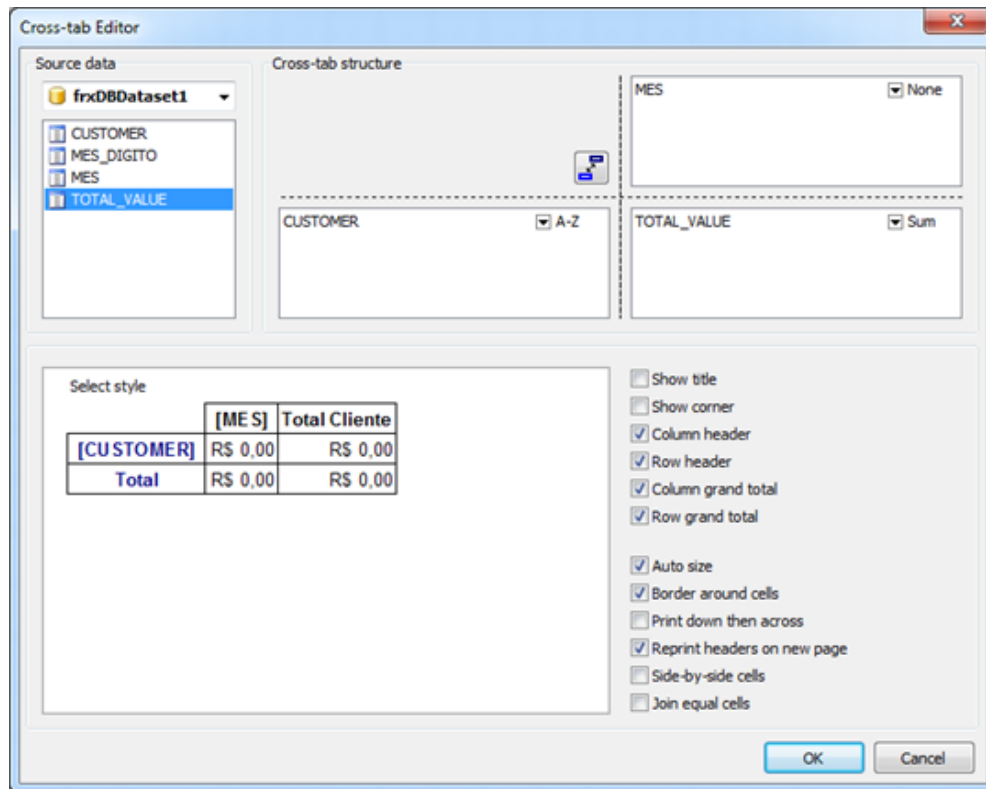 Cross-tab Editor
Source data
frxDBDataset1
CUSTOMER
MES_DIGITO
MES
TOTAL_VALUE
Cross-tab structure
MES None
CUSTOMER A-Z
TOTAL_VALUE Sum
Select style
[MES] Total Cliente
[CUSTOMER] R$ 0,00 R$ 0,00
Total R$ 0,00 R$ 0,00
Show title
Show corner
Column header
Row header
Column grand total
Row grand total
Auto size
Border around cells
Print down then across
Reprint headers on new page
Side-by-side cells
Join equal cells
OK
Cancel